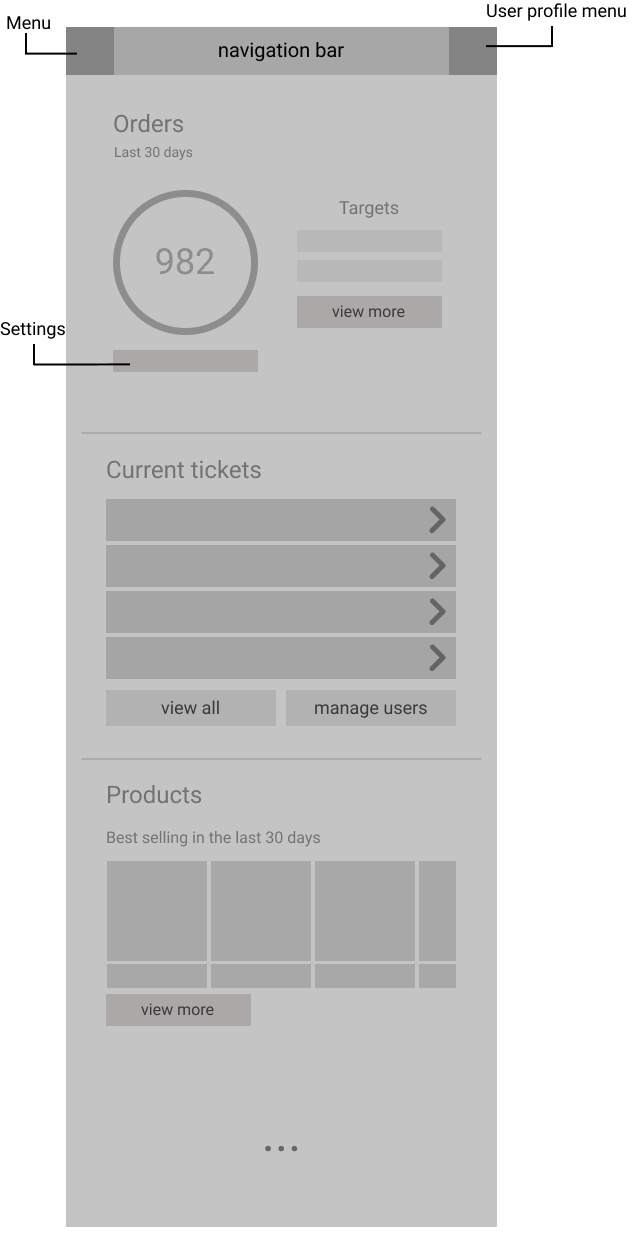 Menu
User profile menu
navigation bar
Orders
Last 30 days
982
Targets
view more
Settings
Current tickets
view all
manage users
Products
Best selling in the last 30 days
view more